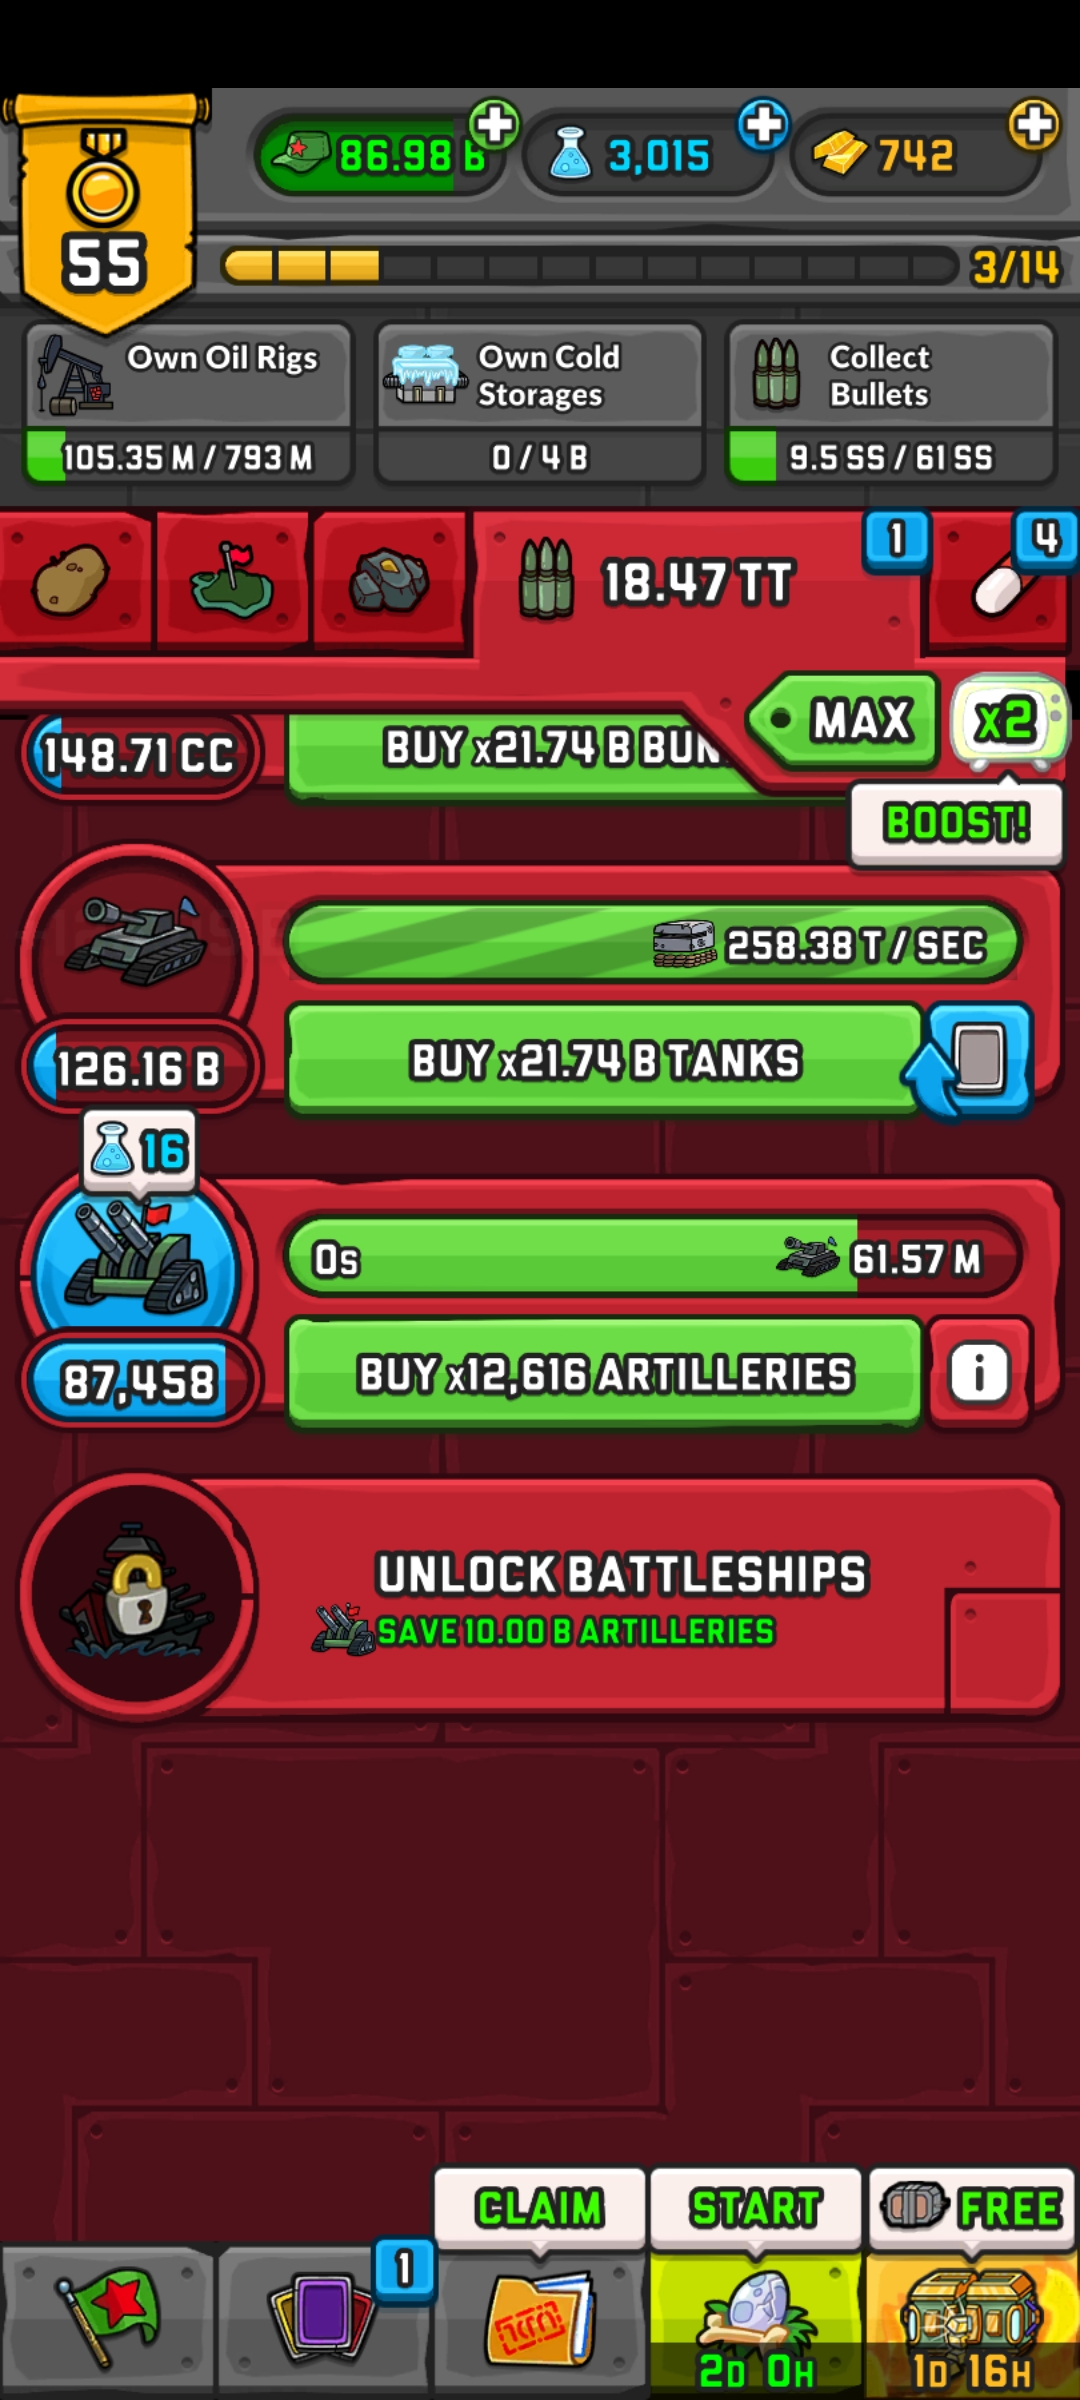 86.98 B
3,015
742
55
3/14
Own Oil Rigs
105.35 M / 793 M
Own Cold
Storages
0 / 4 B
Collect
Bullets
9.5 SS / 61 SS
18.47 TT
1
4
MAX
x2
BOOST!
148.71 CC
BUY x21.74 B BUN
258.38 T / SEC
126.16 B
BUY x21.74 B TANKS
16
0s
61.57 M
87,458
BUY x12,616 ARTILLERIES
i
UNLOCK BATTLESHIPS
SAVE 10.00 B ARTILLERIES
CLAIM
START
FREE
1
2D 0H
1D 16H